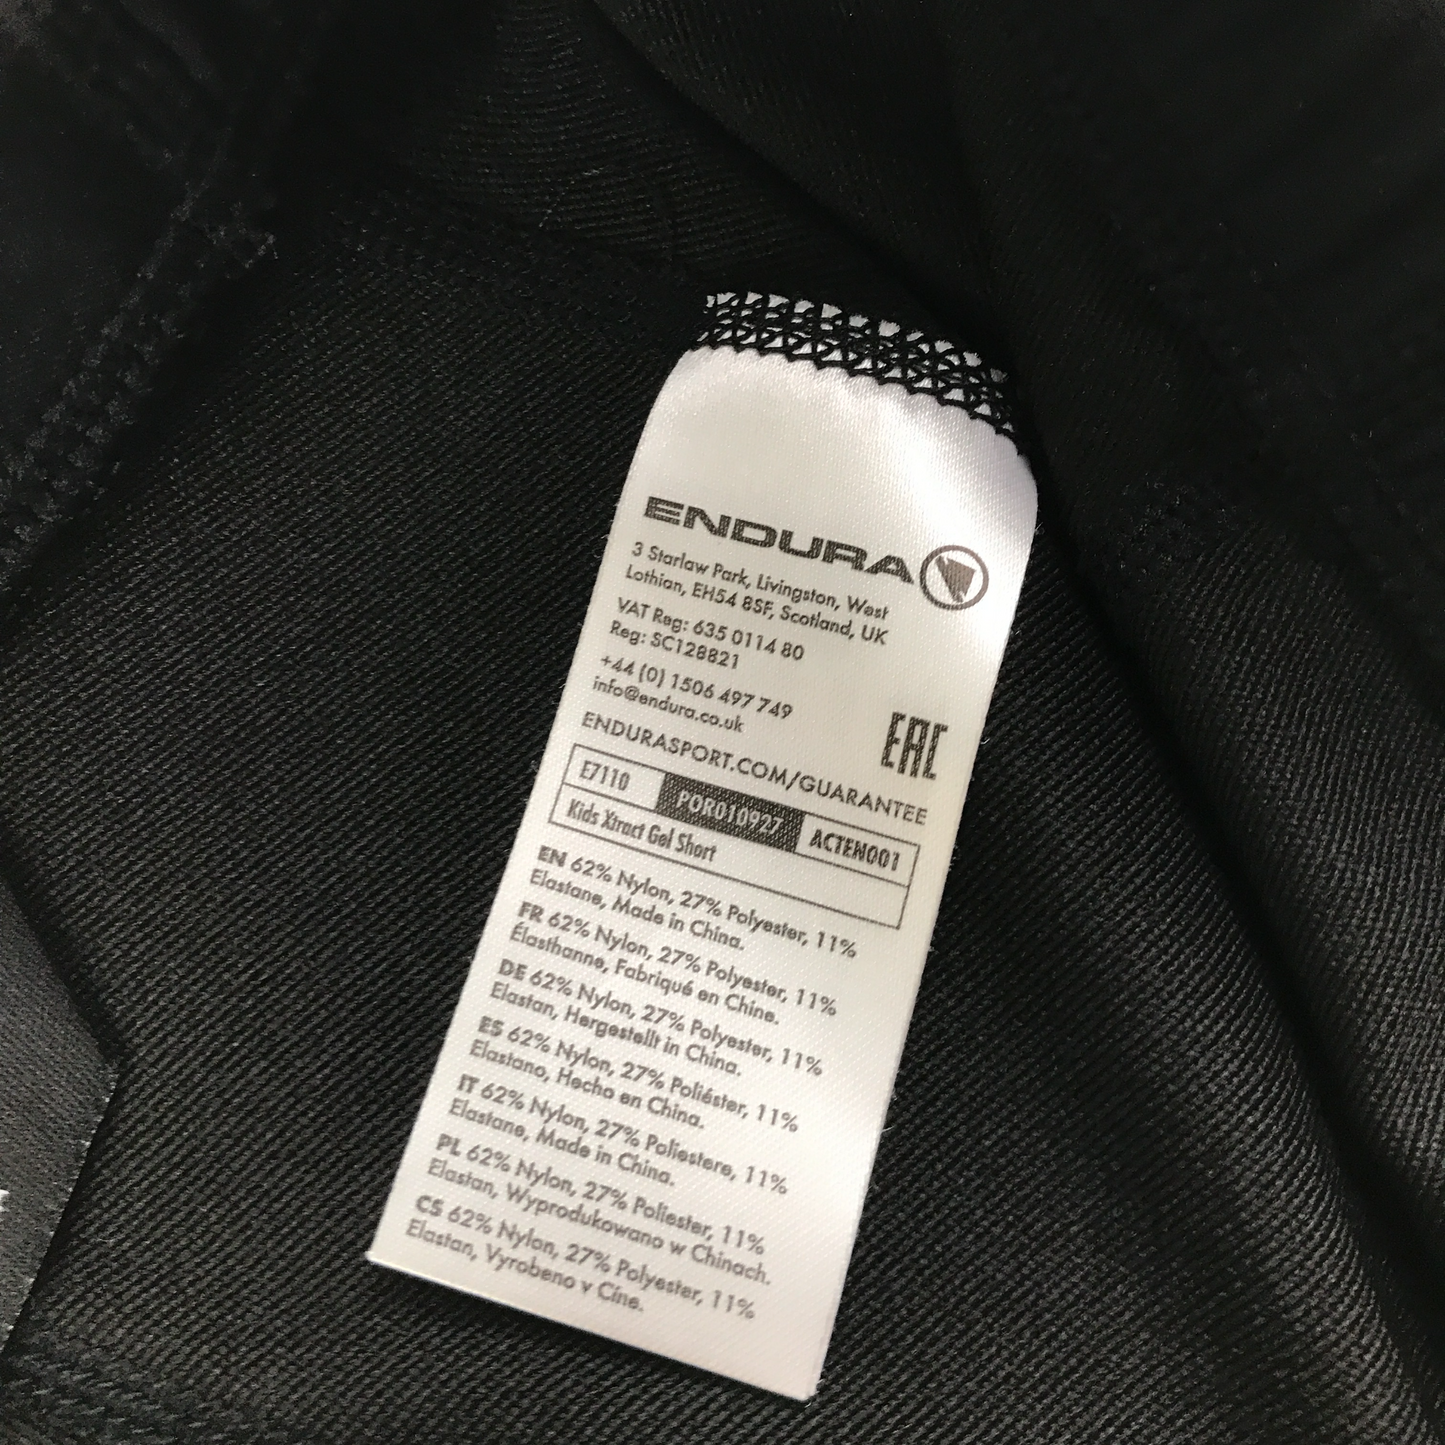 ENDURA
3 Starlaw Park, Livingston, West
Lothian, EH54 8SF, Scotland, UK
VAT Reg: 635 0114 80
Reg: SC128821
+44 (0) 1506 497 749
info@endura.co.uk
EAC
ENDURASPORT.COM/GUARANTEE
E7110 POR010927 ACTEN001
Kids Xtract Gel Short
EN 62% Nylon, 27% Polyester, 11%
Elastane, Made in China.
FR 62% Nylon, 27% Polyester, 11%
Élasthanne, Fabriqué en Chine.
DE 62% Nylon, 27% Polyester, 11%
Elastan, Hergestellt in China.
ES 62% Nylon, 27% Poliéster, 11%
Elastano, Hecho en China.
IT 62% Nylon, 27% Poliestere, 11%
Elastane, Made in China.
PL 62% Nylon, 27% Poliester, 11%
Elastan, Wyprodukowano w Chinach.
CS 62% Nylon, 27% Polyester, 11%
Elastan, Vyrobeno v Cíne.